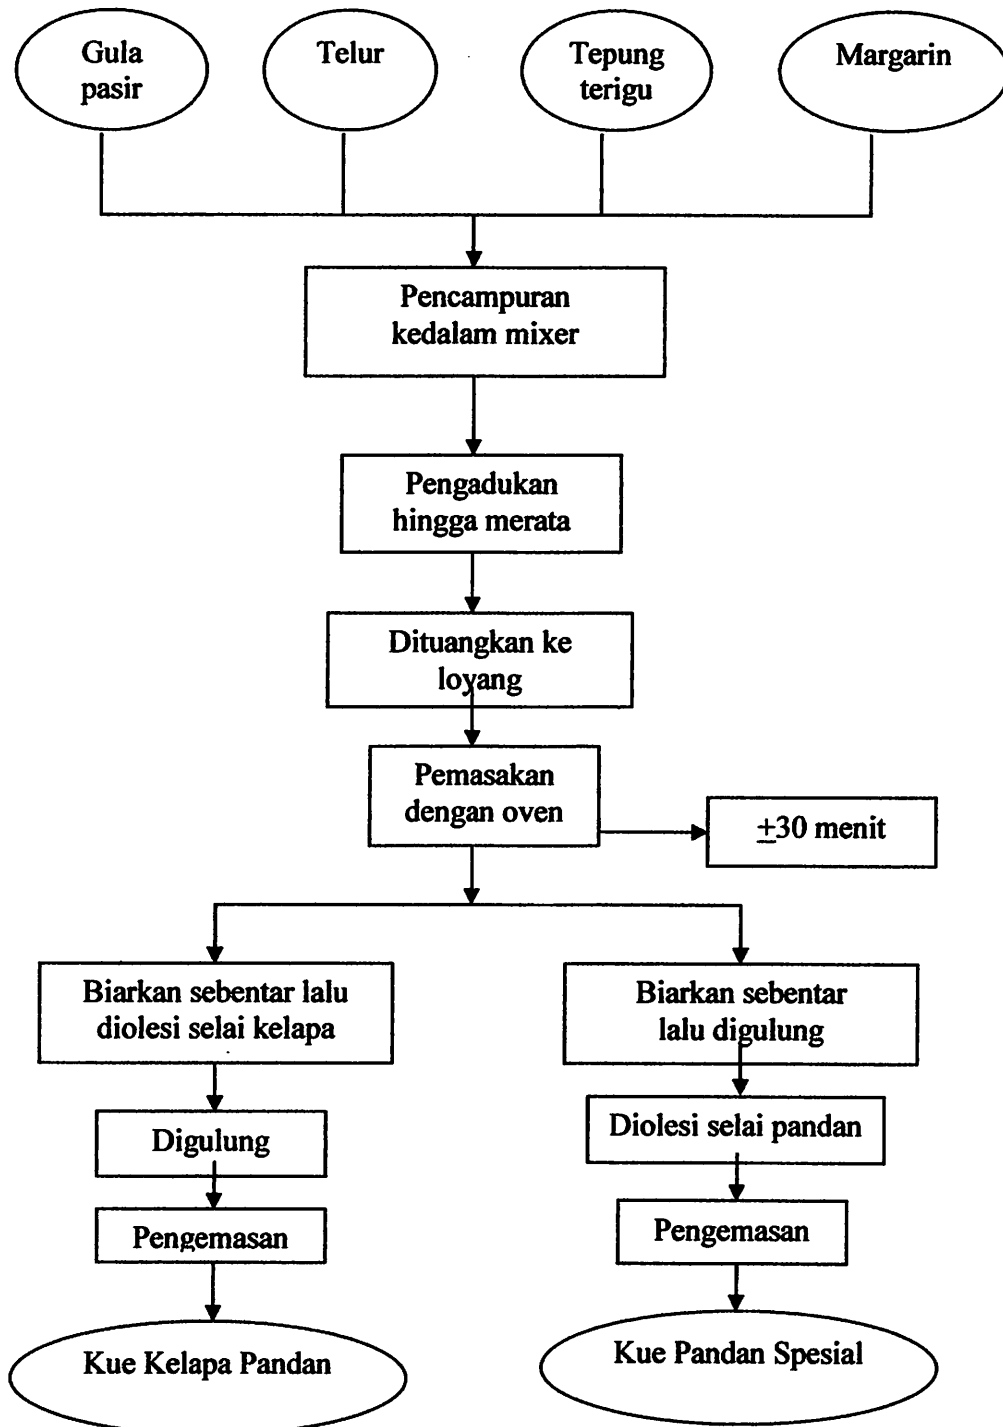 Gula
pasir
Telur
Tepung
terigu
Margarin
Pencampuran
kedalam mixer
Pengadukan
hingga merata
Dituangkan ke
loyang
Pemasakan
dengan oven
±30 menit
Biarkan sebentar lalu
diolesi selai kelapa
Biarkan sebentar
lalu digulung
Digulung
Diolesi selai pandan
Pengemasan
Pengemasan
Kue Kelapa Pandan
Kue Pandan Spesial